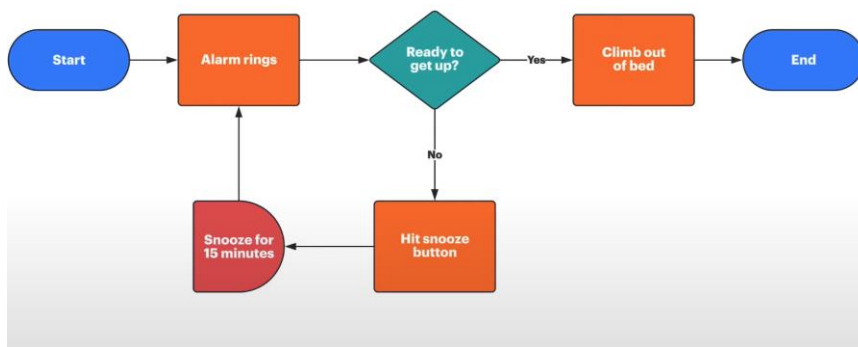 Start
Alarm rings
Ready to
get up?
Yes
Climb out
of bed
End
No
Snooze for
15 minutes
Hit snooze
button